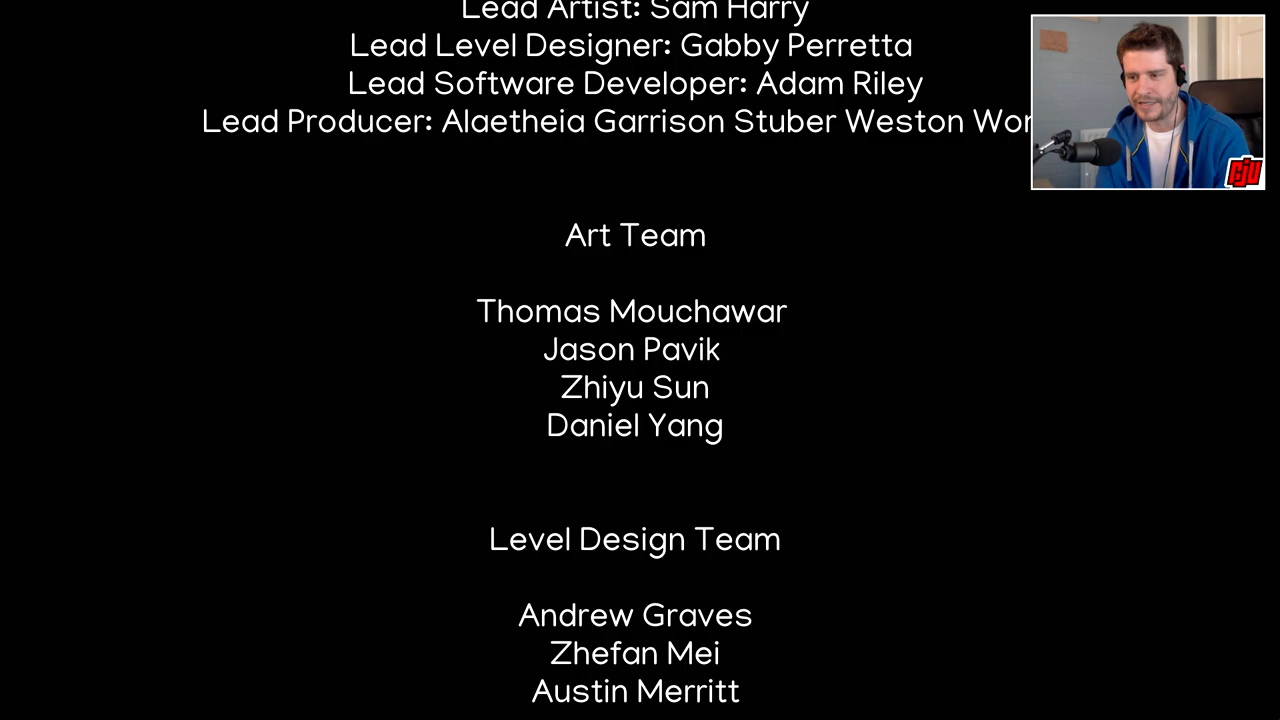 Lead Artist: Sam Harry
Lead Level Designer: Gabby Perretta
Lead Software Developer: Adam Riley
Lead Producer: Alaetheia Garrison Stuber Weston
rju
Art Team
Thomas Mouchawar
Jason Pavik
Zhiyu Sun
Daniel Yang
Level Design Team
Andrew Graves
Zhefan Mei
Austin Merritt